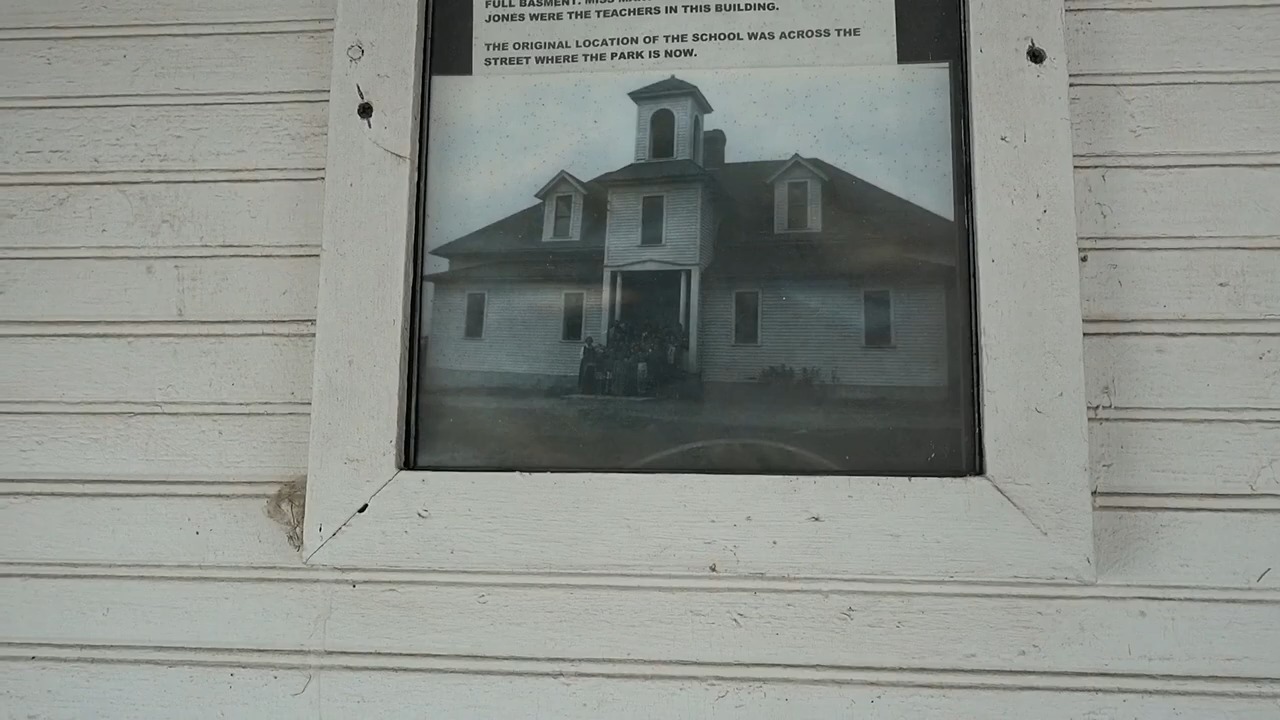 FULL BASMENT. MISS
JONES WERE THE TEACHERS IN THIS BUILDING.
THE ORIGINAL LOCATION OF THE SCHOOL WAS ACROSS THE
STREET WHERE THE PARK IS NOW.